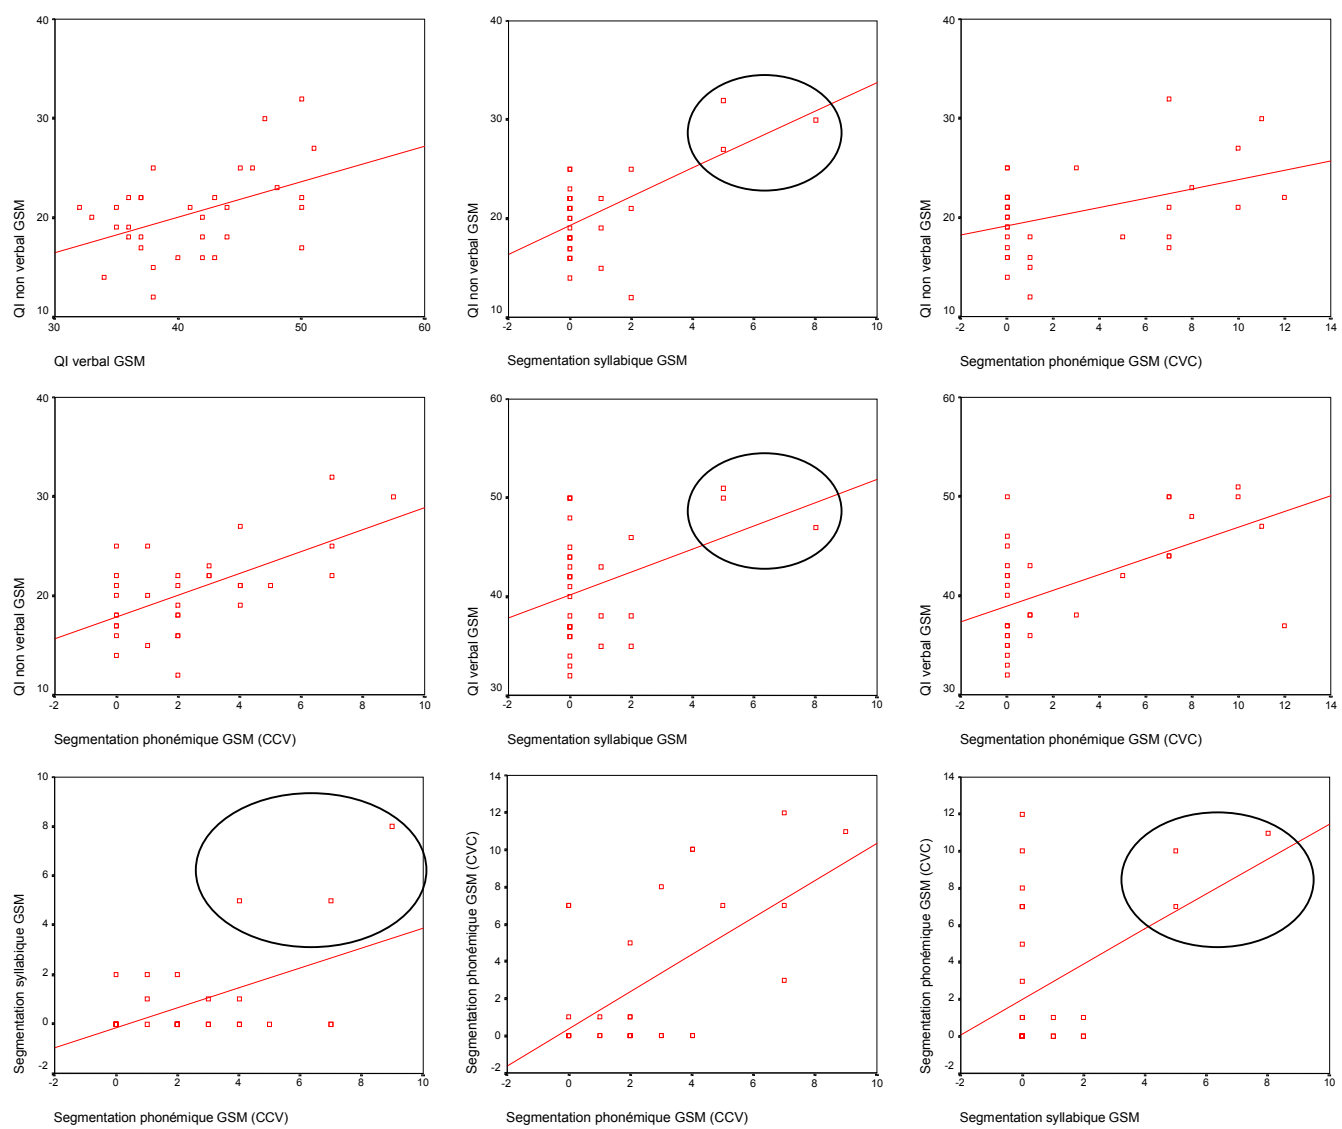 40
30
20
10
QI non verbal GSM
30 40 50 60
QI verbal GSM
40
30
20
10
QI non verbal GSM
-2 0 2 4 6 8 10
Segmentation syllabique GSM
40
30
20
10
QI non verbal GSM
-2 0 2 4 6 8 10 12 14
Segmentation phonémique GSM (CVC)
40
30
20
10
QI non verbal GSM
-2 0 2 4 6 8 10
Segmentation phonémique GSM (CCV)
60
50
40
30
QI verbal GSM
-2 0 2 4 6 8 10
Segmentation syllabique GSM
60
50
40
30
QI verbal GSM
-2 0 2 4 6 8 10 12 14
Segmentation phonémique GSM (CVC)
10
8
6
4
2
0
-2
Segmentation syllabique GSM
-2 0 2 4 6 8 10
Segmentation phonémique GSM (CCV)
14
12
10
8
6
4
2
0
-2
Segmentation phonémique GSM (CVC)
-2 0 2 4 6 8 10
Segmentation phonémique GSM (CCV)
14
12
10
8
6
4
2
0
-2
Segmentation phonémique GSM (CVC)
-2 0 2 4 6 8 10
Segmentation syllabique GSM